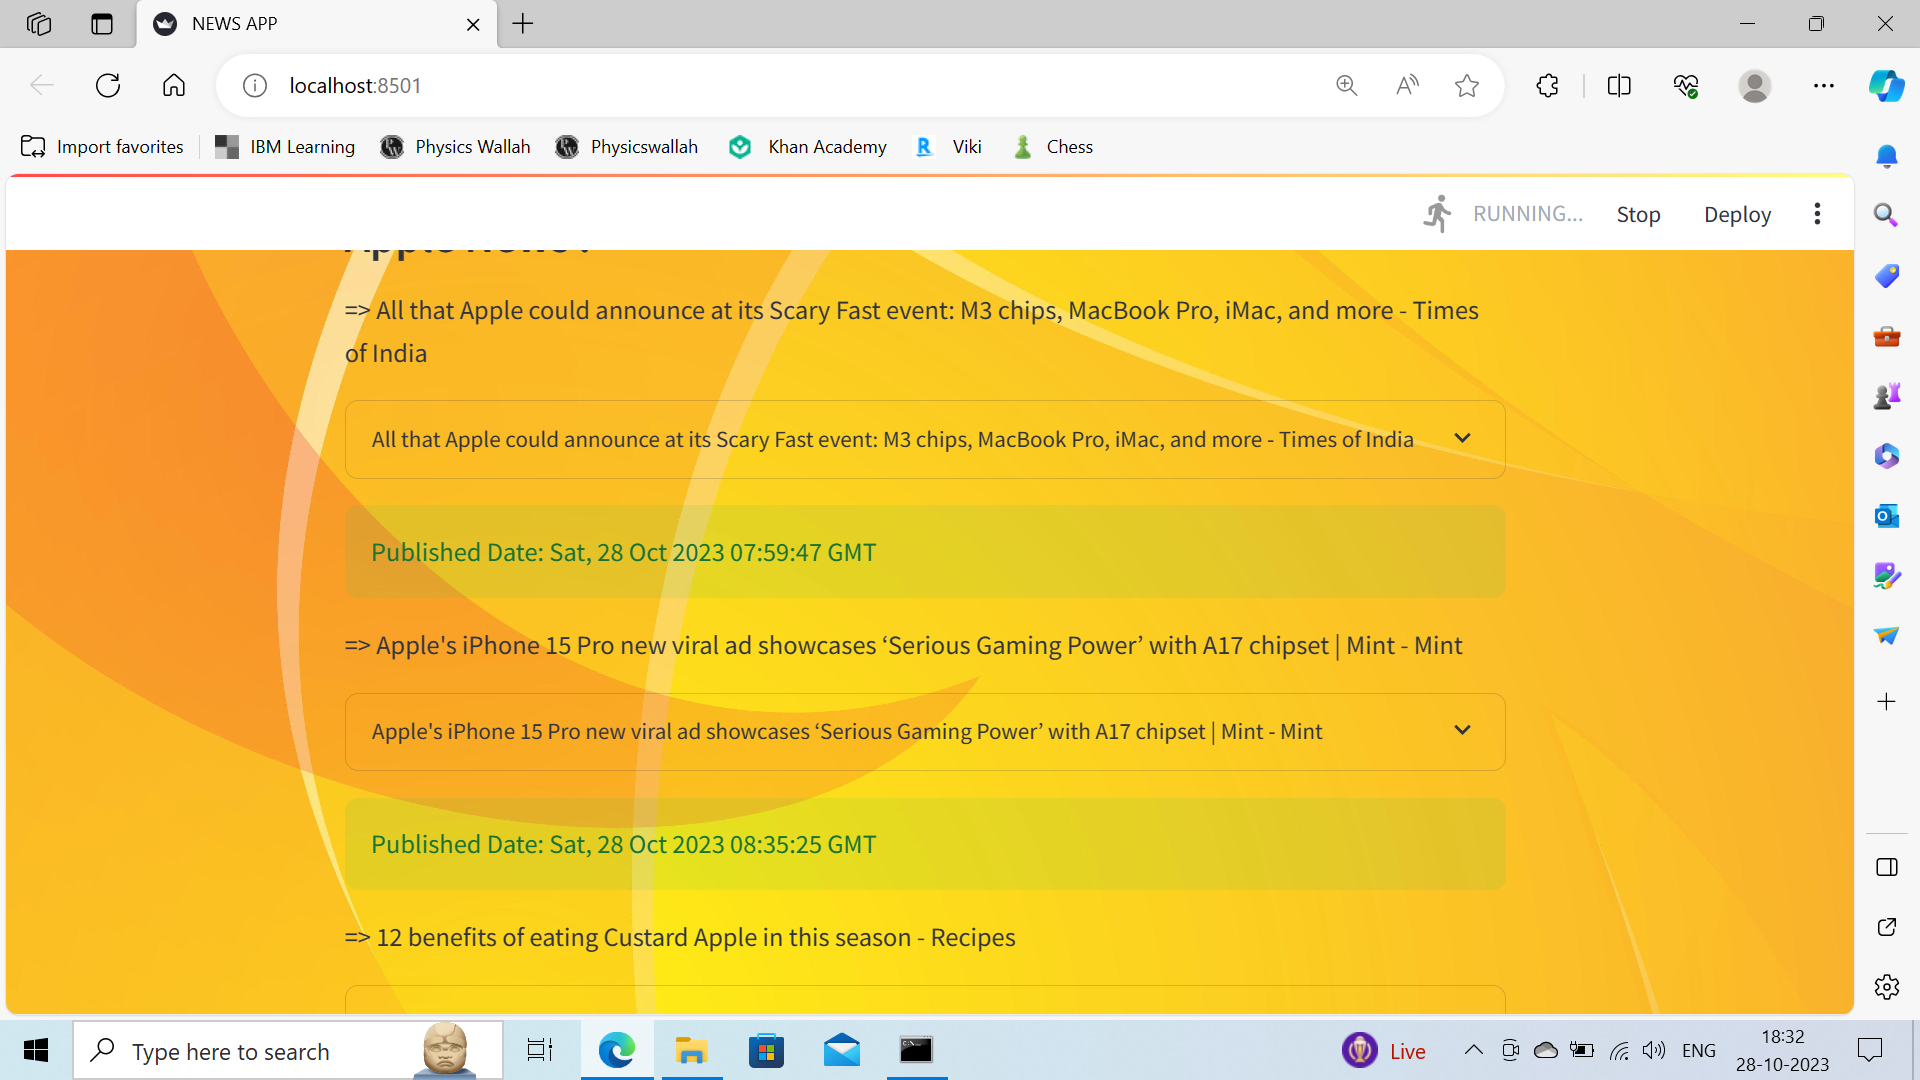 NEWS APP
localhost:8501
Import favorites
IBM Learning
Physics Wallah
Physicswallah
Khan Academy
Viki
Chess
RUNNING...
Stop
Deploy
Apple News :
=> All that Apple could announce at its Scary Fast event: M3 chips, MacBook Pro, iMac, and more - Times
of India
All that Apple could announce at its Scary Fast event: M3 chips, MacBook Pro, iMac, and more - Times of India
Published Date: Sat, 28 Oct 2023 07:59:47 GMT
=> Apple's iPhone 15 Pro new viral ad showcases ‘Serious Gaming Power’ with A17 chipset | Mint - Mint
Apple's iPhone 15 Pro new viral ad showcases ‘Serious Gaming Power’ with A17 chipset | Mint - Mint
Published Date: Sat, 28 Oct 2023 08:35:25 GMT
=> 12 benefits of eating Custard Apple in this season - Recipes
Type here to search
Live
ENG
18:32
28-10-2023